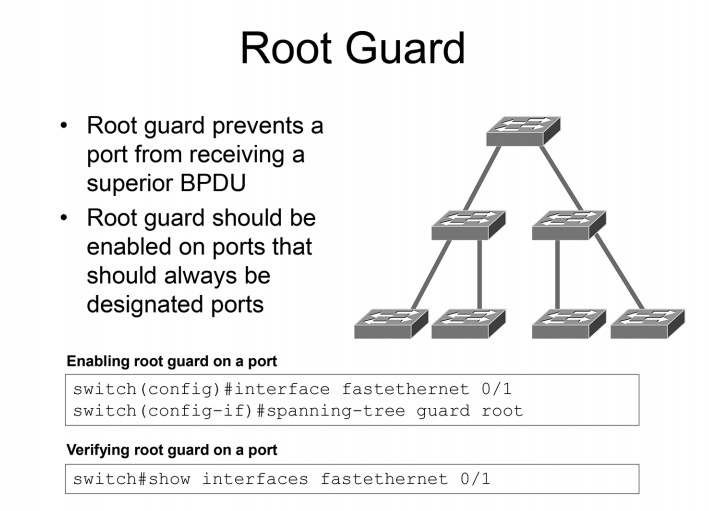 Root Guard
• Root guard prevents a
port from receiving a
superior BPDU
• Root guard should be
enabled on ports that
should always be
designated ports
Enabling root guard on a port
switch(config)#interface fastethernet 0/1
switch(config-if)#spanning-tree guard root
Verifying root guard on a port
switch#show interfaces fastethernet 0/1